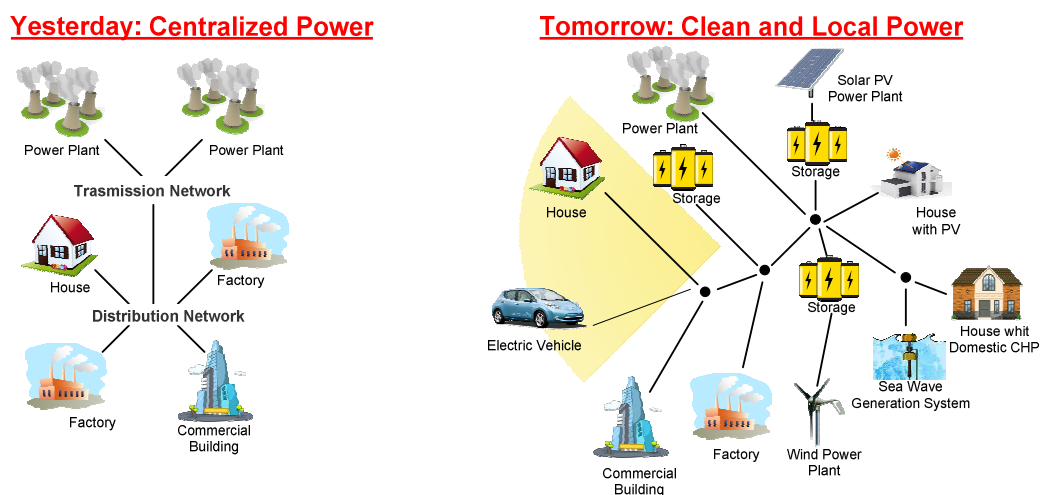 Yesterday: Centralized Power
Power Plant
Power Plant
Trasmission Network
House
Factory
Distribution Network
Factory
Commercial
Building
Tomorrow: Clean and Local Power
Power Plant
Solar PV
Power Plant
Storage
Storage
House
House
with PV
Storage
Electric Vehicle
House whit
Domestic CHP
Sea Wave
Generation System
Commercial
Building
Factory
Wind Power
Plant